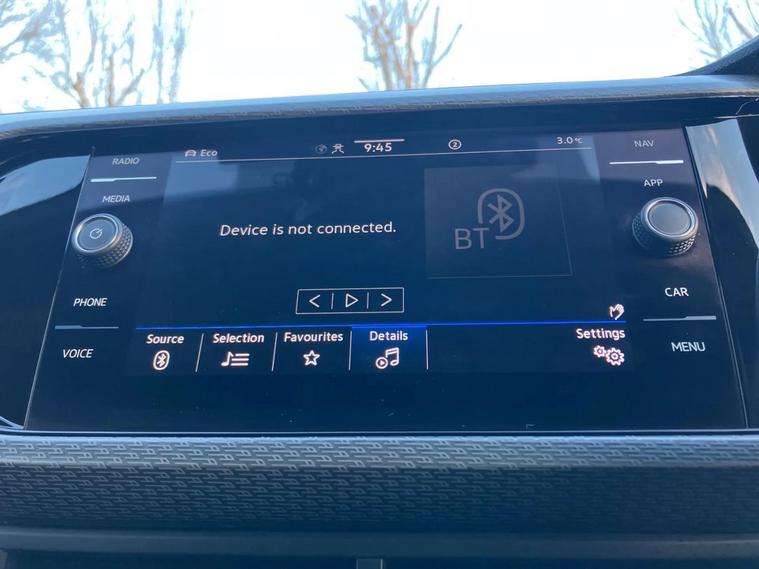 RADIO
MEDIA
PHONE
VOICE
Eco
9:45
2
3.0°C
Device is not connected.
BT
Source
Selection
Favourites
Details
Settings
NAV
APP
CAR
MENU